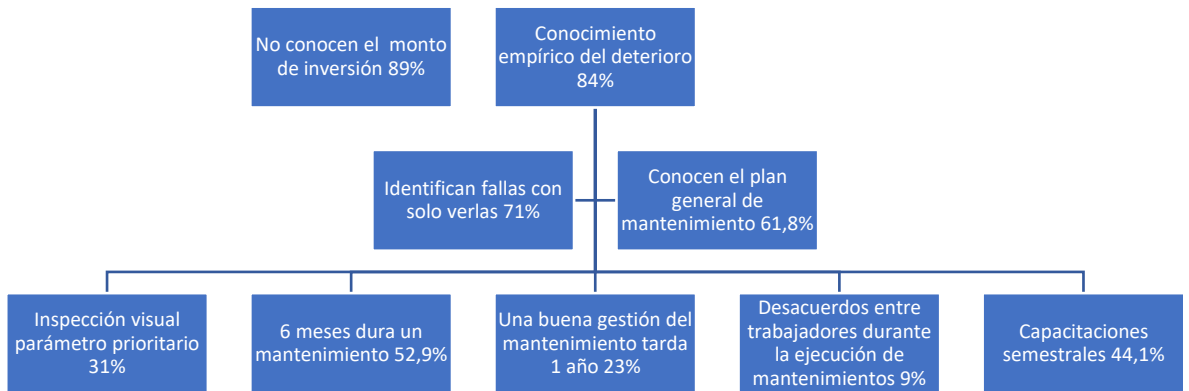 No conocen el monto
de inversión 89%
Conocimiento
empírico del deterioro
84%
Identifican fallas con
solo verlas 71%
Conocen el plan
general de
mantenimiento 61,8%
Inspección visual
parámetro prioritario
31%
6 meses dura un
mantenimiento 52,9%
Una buena gestión del
mantenimiento tarda
1 año 23%
Desacuerdos entre
trabajadores durante
la ejecución de
mantenimientos 9%
Capacitaciones
semestrales 44,1%